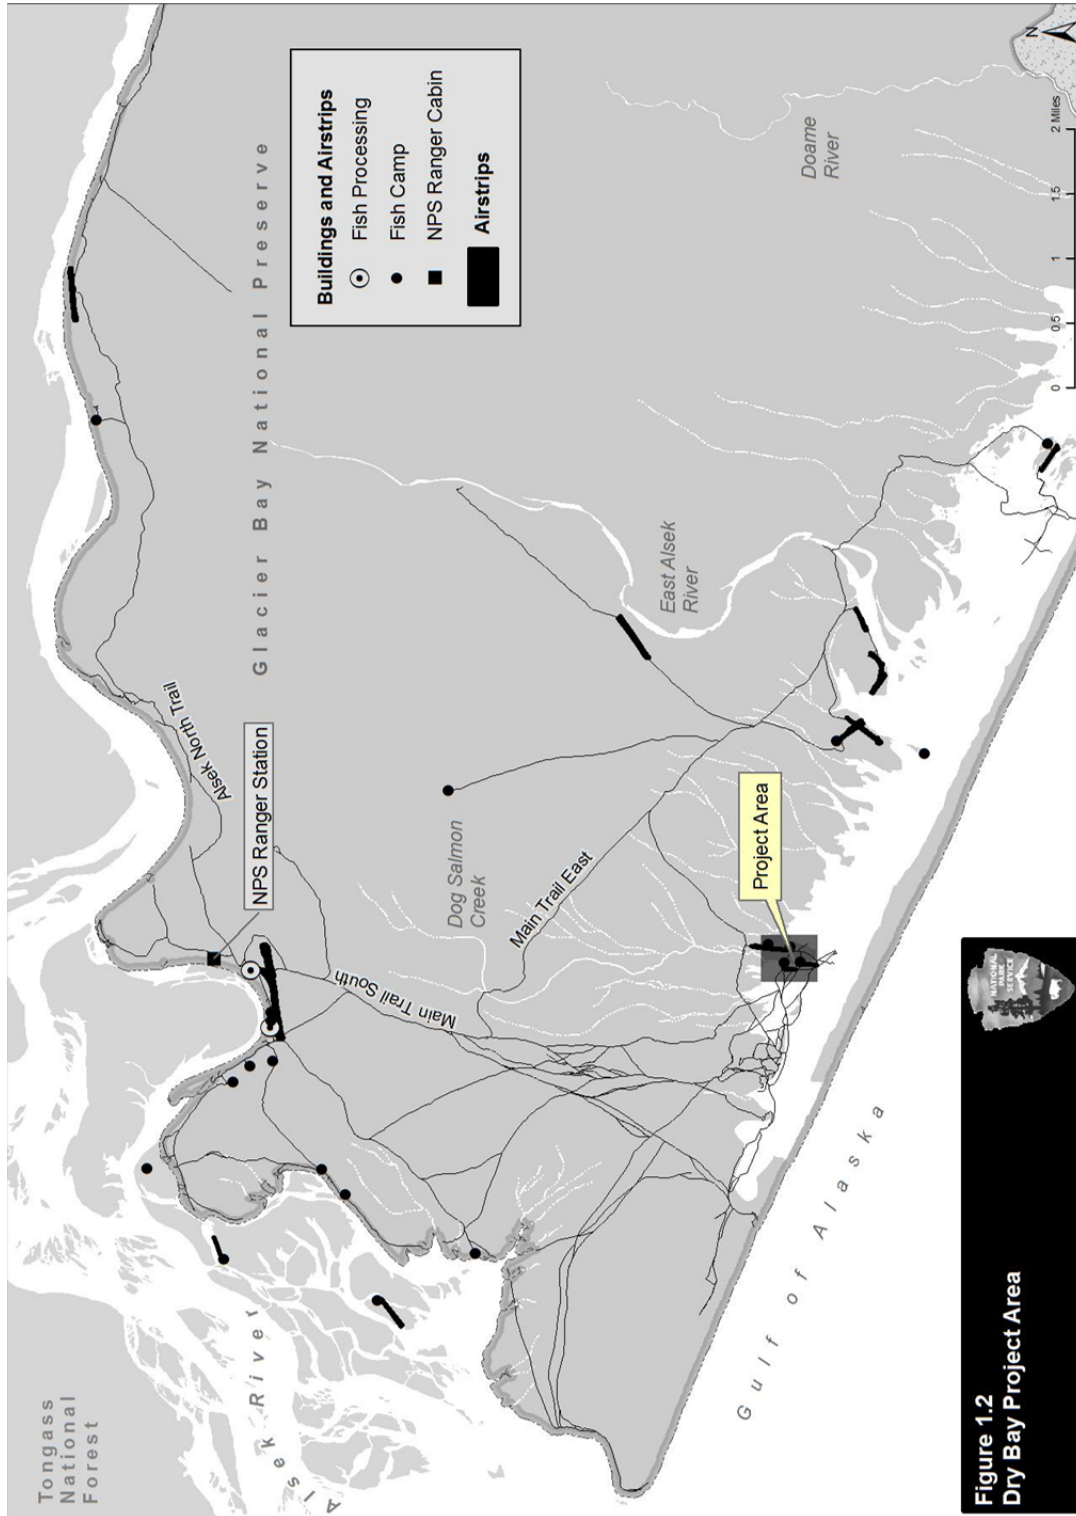 Tongass
National
Forest
Alsek River
Glacier Bay National Preserve
Alsek North Trail
NPS Ranger Station
Main Trail South
Dog Salmon
Creek
Main Trail East
East Alsek
River
Doame
River
Project Area
Gulf of Alaska
Buildings and Airstrips
Fish Processing
Fish Camp
NPS Ranger Cabin
Airstrips
N
0 0.5 1 1.5 2 Miles
Figure 1.2
Dry Bay Project Area
NATIONAL
PARK
SERVICE